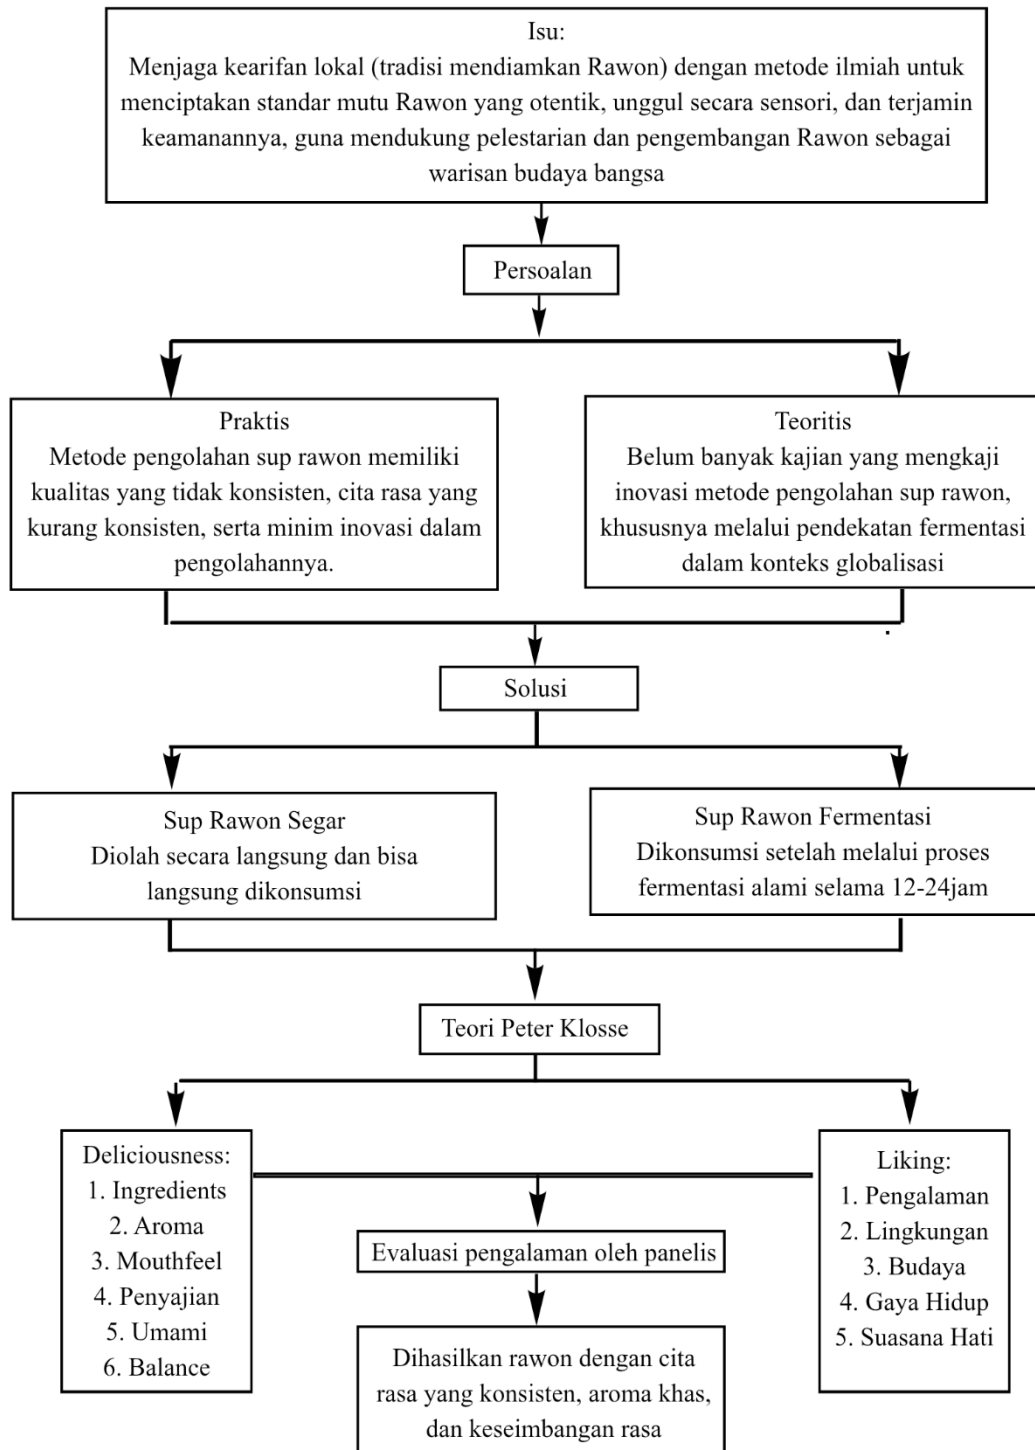 Isu:
Menjaga kearifan lokal (tradisi mendiamkan Rawon) dengan metode ilmiah untuk
menciptakan standar mutu Rawon yang otentik, unggul secara sensori, dan terjamin
keamanannya, guna mendukung pelestarian dan pengembangan Rawon sebagai
warisan budaya bangsa
Persoalan
Praktis
Metode pengolahan sup rawon memiliki
kualitas yang tidak konsisten, cita rasa yang
kurang konsisten, serta minim inovasi dalam
pengolahannya.
Teoritis
Belum banyak kajian yang mengkaji
inovasi metode pengolahan sup rawon,
khususnya melalui pendekatan fermentasi
dalam konteks globalisasi
Solusi
Sup Rawon Segar
Diolah secara langsung dan bisa
langsung dikonsumsi
Sup Rawon Fermentasi
Dikonsumsi setelah melalui proses
fermentasi alami selama 12-24jam
Teori Peter Klosse
Deliciousness:
1. Ingredients
2. Aroma
3. Mouthfeel
4. Penyajian
5. Umami
6. Balance
Liking:
1. Pengalaman
2. Lingkungan
3. Budaya
4. Gaya Hidup
5. Suasana Hati
Evaluasi pengalaman oleh panelis
Dihasilkan rawon dengan cita
rasa yang konsisten, aroma khas,
dan keseimbangan rasa